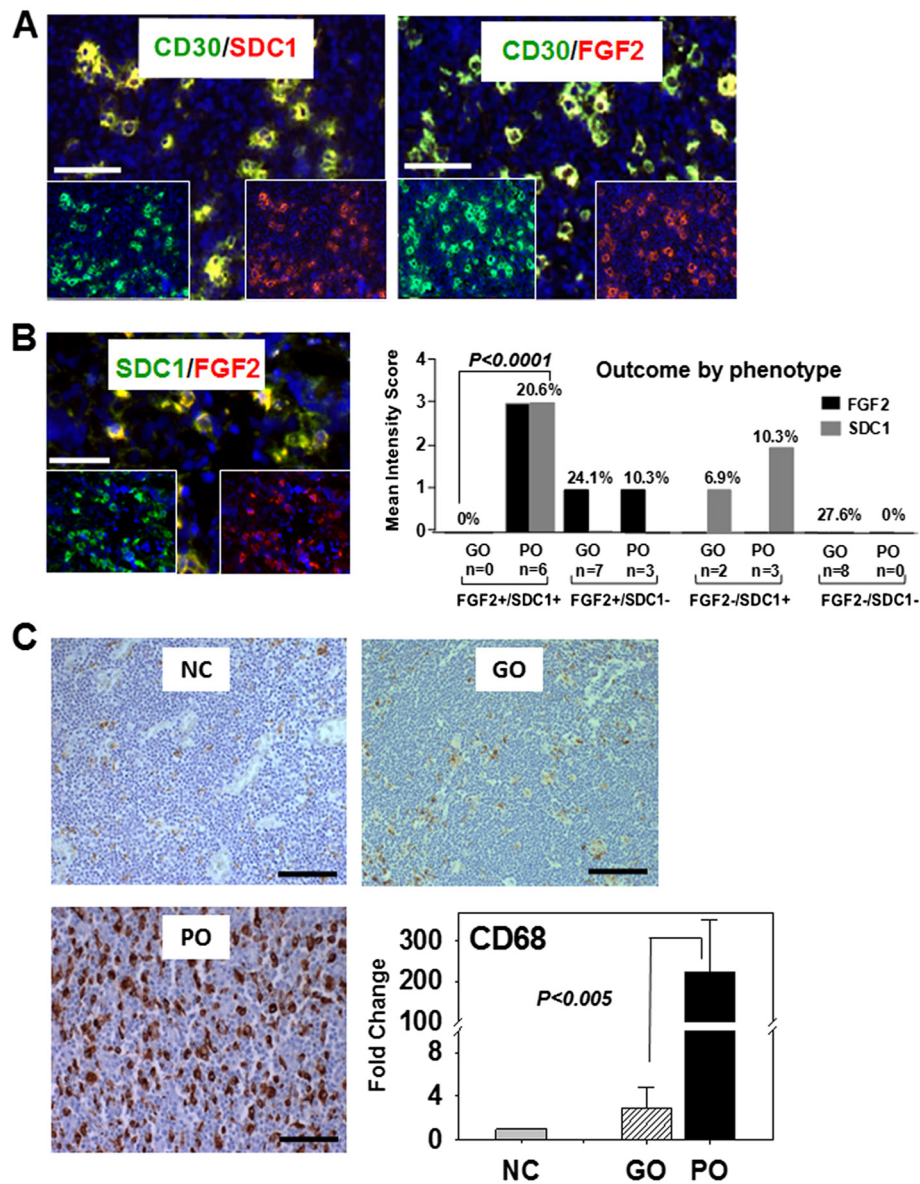 A
CD30/SDC1
CD30/FGF2
B
SDC1/FGF2
Outcome by phenotype
P<0.0001
FGF2
SDC1
Mean Intensity Score
4
3
2
1
0
0%
20.6%
24.1%
10.3%
6.9%
10.3%
27.6%
0%
GO PO GO PO GO PO GO PO
n=0 n=6 n=7 n=3 n=2 n=3 n=8 n=0
FGF2+/SDC1+ FGF2+/SDC1- FGF2-/SDC1+ FGF2-/SDC1-
C
NC
GO
PO
CD68
P<0.005
Fold Change
300
200
100
8
4
0
NC GO PO